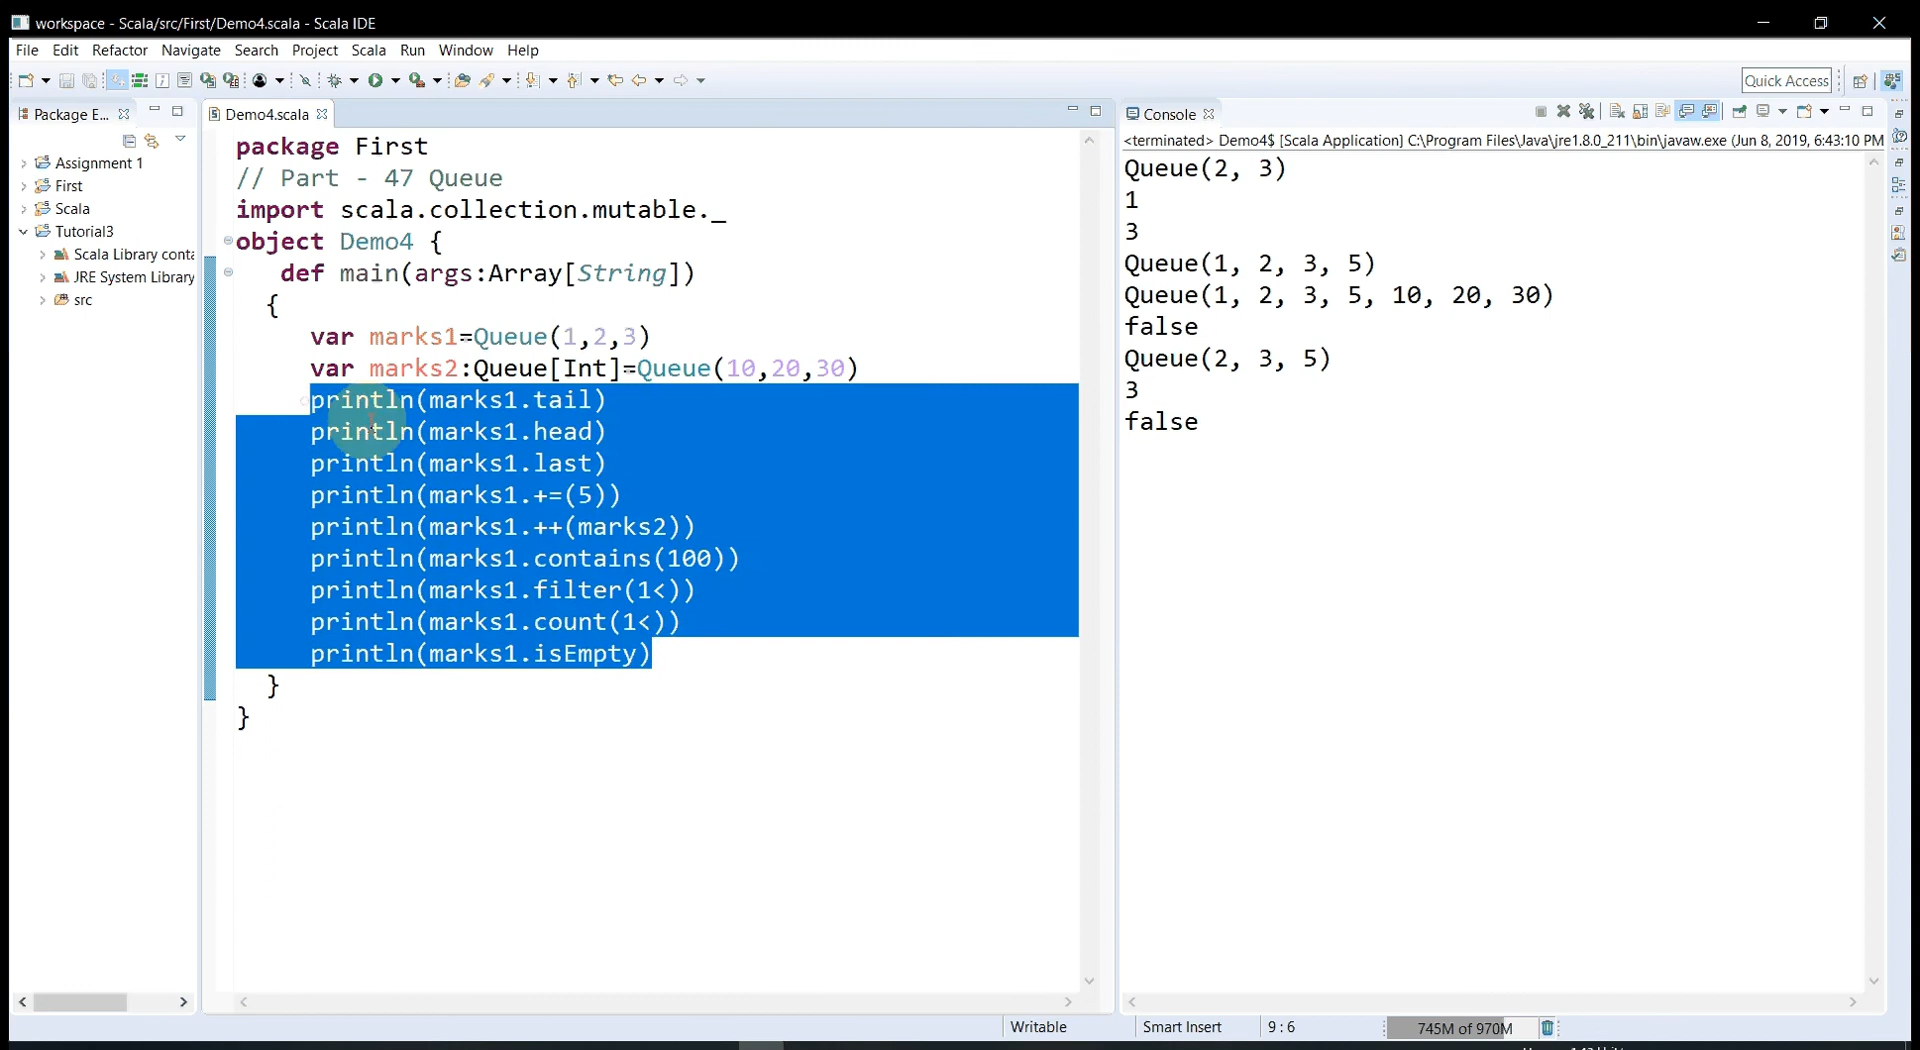 workspace - Scala/src/First/Demo4.scala - Scala IDE
File Edit Refactor Navigate Search Project Scala Run Window Help
Quick Access
Package E...
Assignment 1
First
Scala
Tutorial3
Scala Library conta
JRE System Library
src
Demo4.scala
package First
// Part - 47 Queue
import scala.collection.mutable._
object Demo4 {
def main(args:Array[String])
{
var marks1=Queue(1,2,3)
var marks2:Queue[Int]=Queue(10,20,30)
println(marks1.tail)
println(marks1.head)
println(marks1.last)
println(marks1.+=(5))
println(marks1.++(marks2))
println(marks1.contains(100))
println(marks1.filter(1<))
println(marks1.count(1<))
println(marks1.isEmpty)
}
}
Console
<terminated> Demo4$ [Scala Application] C:\Program Files\Java\jre1.8.0_211\bin\javaw.exe (Jun 8, 2019, 6:43:10 PM
Queue(2, 3)
1
3
Queue(1, 2, 3, 5)
Queue(1, 2, 3, 5, 10, 20, 30)
false
Queue(2, 3, 5)
3
false
Writable Smart Insert 9 : 6 745M of 970M